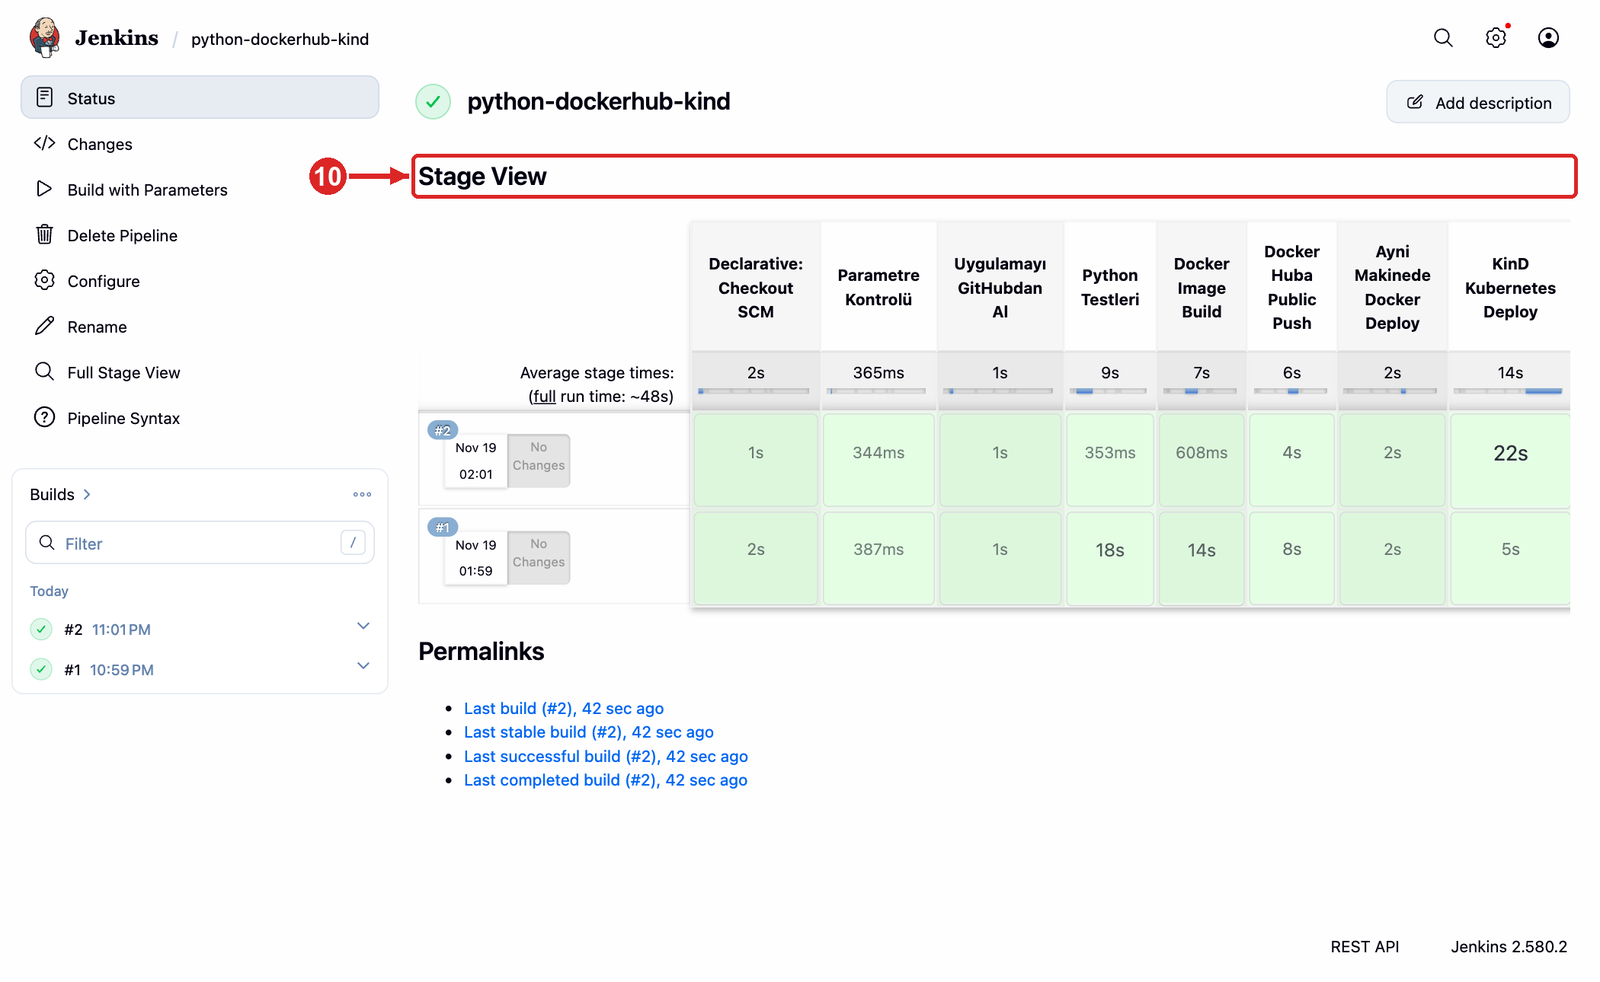 Jenkins / python-dockerhub-kind
Status
Changes
Build with Parameters
Delete Pipeline
Configure
Rename
Full Stage View
Pipeline Syntax
Builds
Filter /
Today
#2 11:01 PM
#1 10:59 PM
python-dockerhub-kind
Add description
10
Stage View
Declarative:
Checkout
SCM
Parametre
Kontrolü
Uygulamayı
GitHubdan
Al
Python
Testleri
Docker
Image
Build
Docker
Huba
Public
Push
Ayni
Makinede
Docker
Deploy
KinD
Kubernetes
Deploy
Average stage times:
(full run time: ~48s)
2s 365ms 1s 9s 7s 6s 2s 14s
#2
Nov 19
02:01
No
Changes
1s 344ms 1s 353ms 608ms 4s 2s 22s
#1
Nov 19
01:59
No
Changes
2s 387ms 1s 18s 14s 8s 2s 5s
Permalinks
Last build (#2), 42 sec ago
Last stable build (#2), 42 sec ago
Last successful build (#2), 42 sec ago
Last completed build (#2), 42 sec ago
REST API
Jenkins 2.580.2